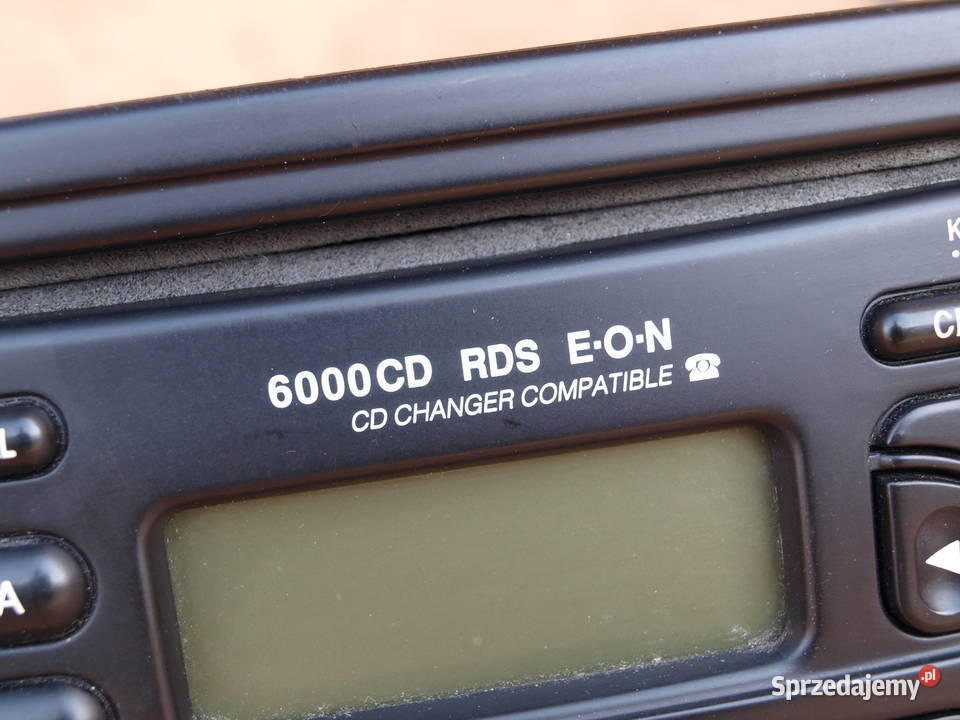 6000CD RDS E·O·N
CD CHANGER COMPATIBLE
Sprzedajemy.pl